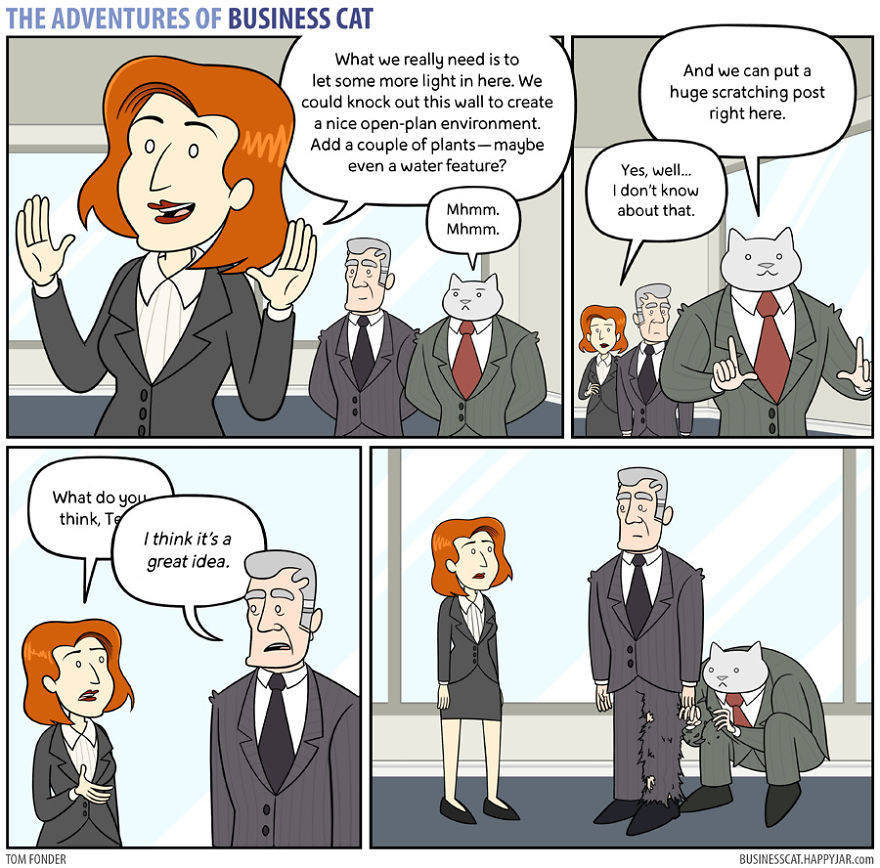 THE ADVENTURES OF BUSINESS CAT
What we really need is to
let some more light in here. We
could knock out this wall to create
a nice open-plan environment.
Add a couple of plants—maybe
even a water feature?
Mhmm.
Mhmm.
And we can put a
huge scratching post
right here.
Yes, well...
I don't know
about that.
What do you
think, Te
I think it's a
great idea.
TOM FONDER
BUSINESSCAT.HAPPYJAR.com